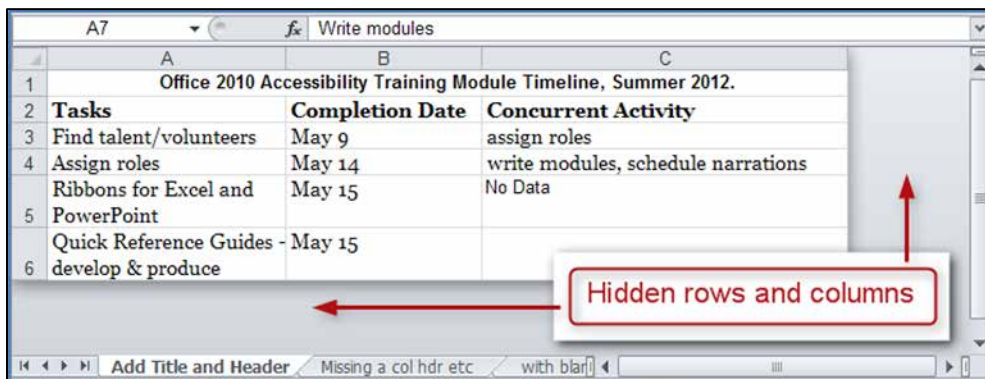 A7 fx Write modules
A B C
1 Office 2010 Accessibility Training Module Timeline, Summer 2012.
2 Tasks Completion Date Concurrent Activity
3 Find talent/volunteers May 9 assign roles
4 Assign roles May 14 write modules, schedule narrations
Ribbons for Excel and May 15 No Data
5 PowerPoint
Quick Reference Guides - May 15
6 develop & produce
Hidden rows and columns
Add Title and Header Missing a col hdr etc with blan